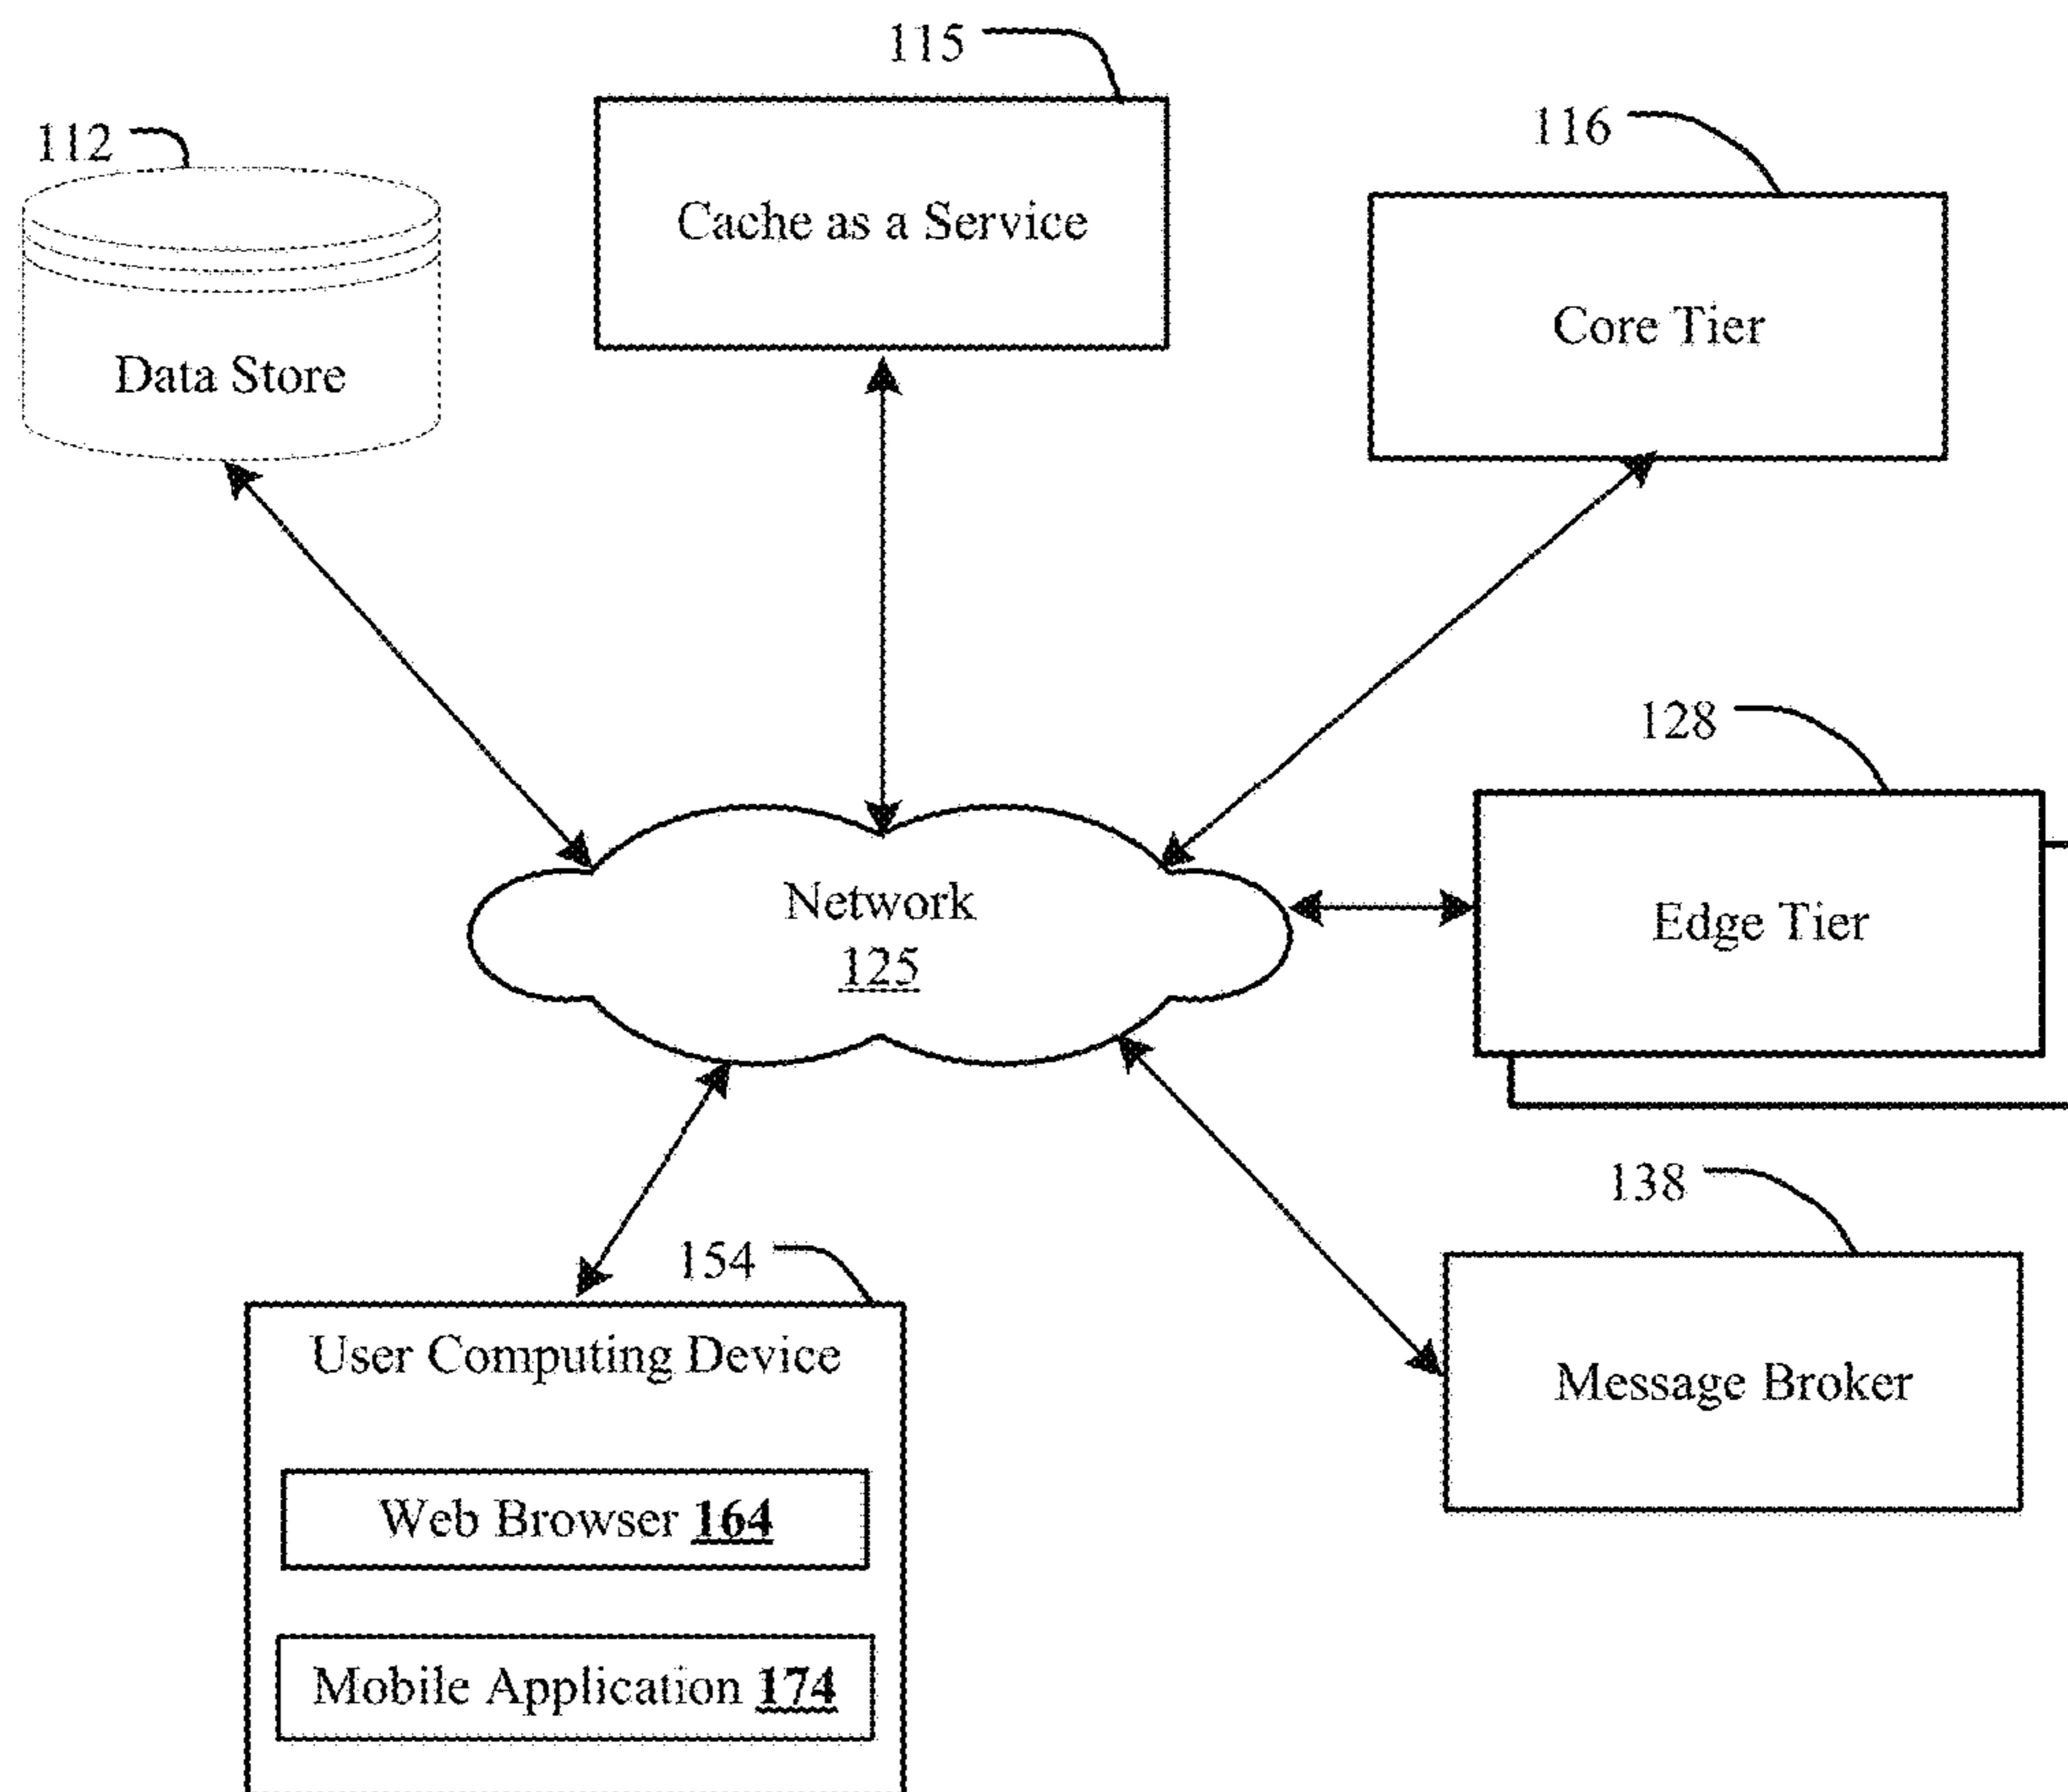 115
112
116
Cache as a Service
Core Tier
Data Store
128
Network
125
Edge Tier
138
154
User Computing Device
Message Broker
Web Browser 164
Mobile Application 174